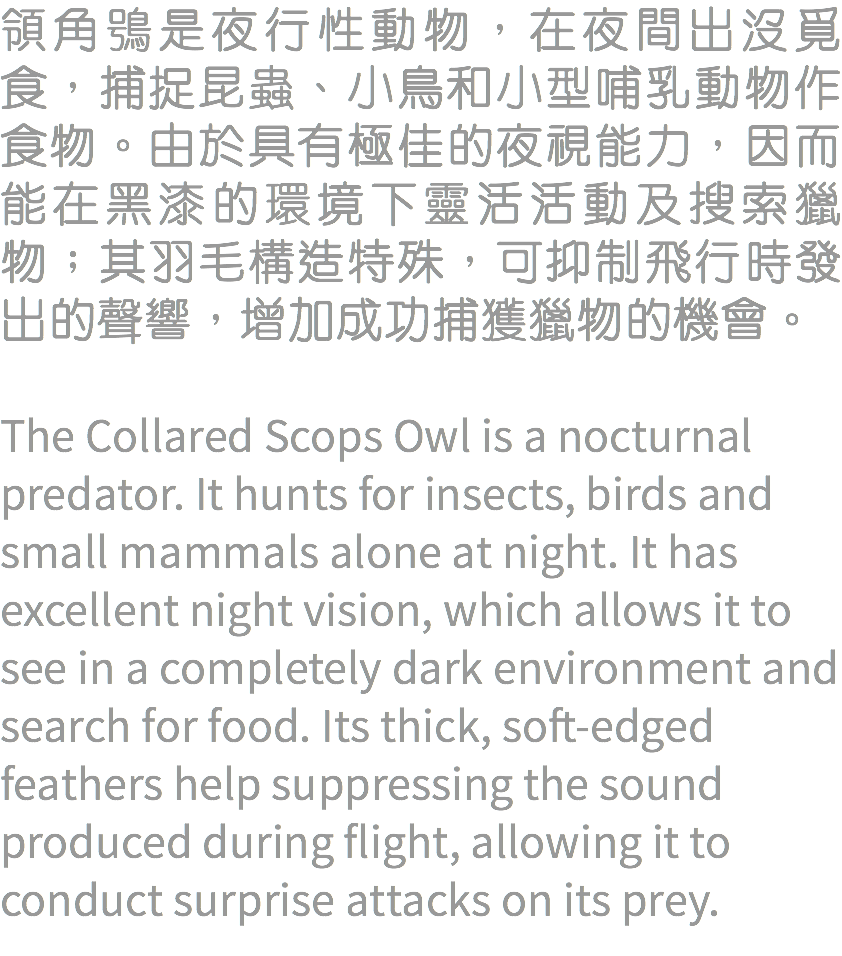 領角鴞是夜行性動物，在夜間出沒覓
食，捕捉昆蟲、小鳥和小型哺乳動物作
食物。由於具有極佳的夜視能力，因而
能在黑漆的環境下靈活活動及搜索獵
物；其羽毛構造特殊，可抑制飛行時發
出的聲響，增加成功捕獲獵物的機會。
The Collared Scops Owl is a nocturnal
predator. It hunts for insects, birds and
small mammals alone at night. It has
excellent night vision, which allows it to
see in a completely dark environment and
search for food. Its thick, soft-edged
feathers help suppressing the sound
produced during flight, allowing it to
conduct surprise attacks on its prey.